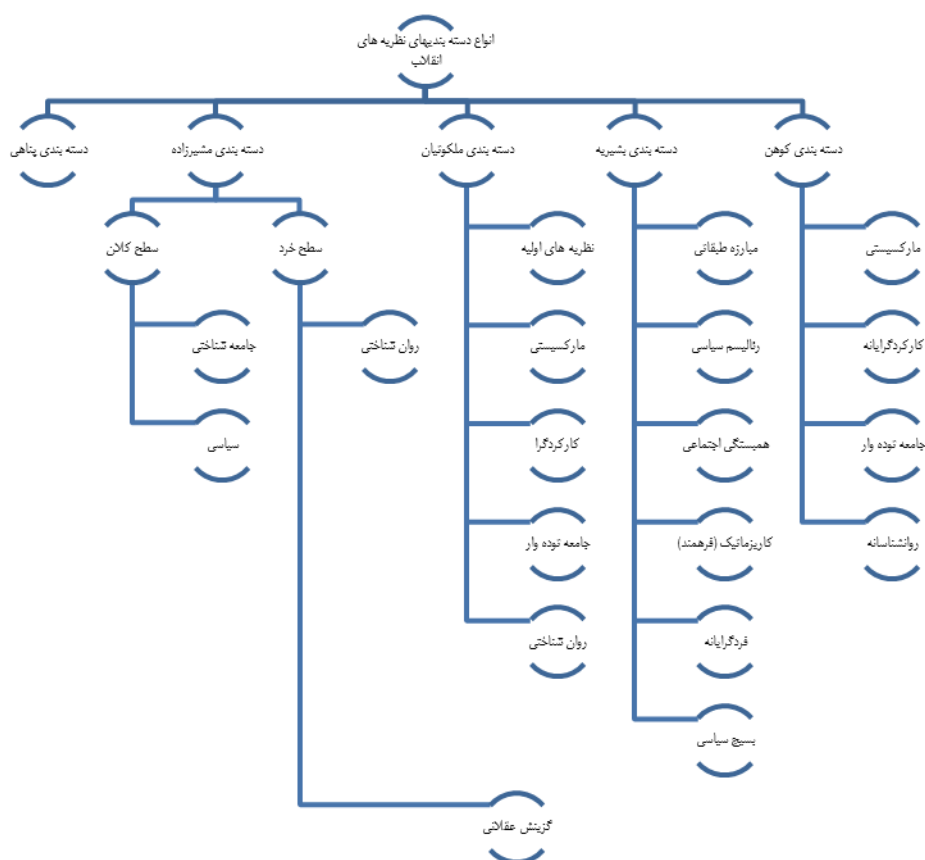 انواع دسته بندیهای نظریه های
انقلاب
دسته بندی کوهن
دسته بندی بشیریه
دسته بندی ملکوتیان
دسته بندی مشیرزاده
دسته بندی پناهی
مارکسیستی
مبارزه طبقاتی
نظریه های اولیه
سطح خرد
سطح کلان
کارکردگرایانه
رئالیسم سیاسی
مارکسیستی
روان شناختی
جامعه شناختی
جامعه توده وار
همبستگی اجتماعی
کارکردگرا
سیاسی
روانشناسانه
کاریزماتیک (فرهمند)
جامعه توده وار
فردگرایانه
روان شناختی
بسیج سیاسی
گزینش عقلانی